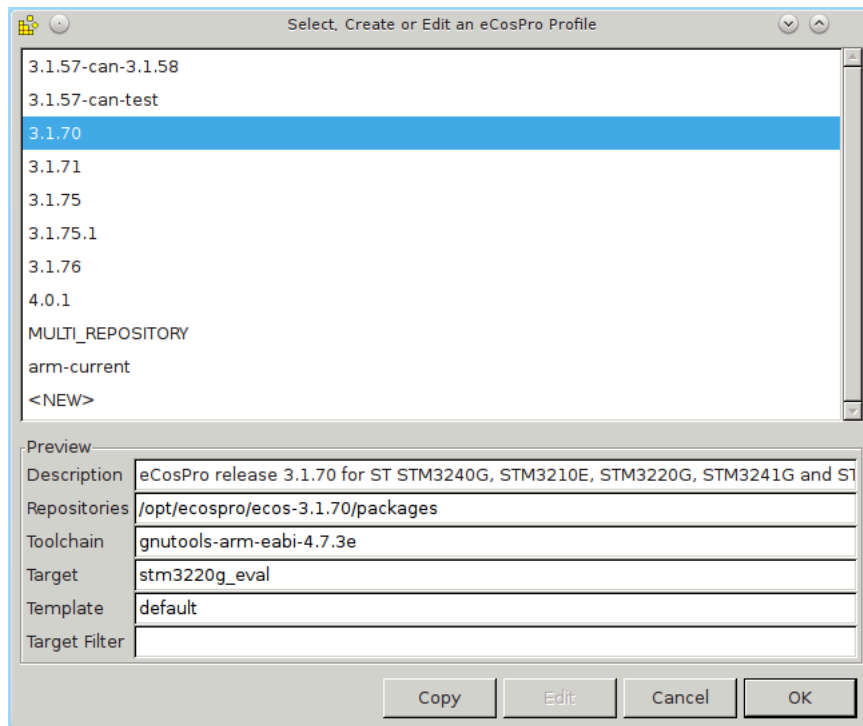 Select, Create or Edit an eCosPro Profile
3.1.57-can-3.1.58
3.1.57-can-test
3.1.70
3.1.71
3.1.75
3.1.75.1
3.1.76
4.0.1
MULTI_REPOSITORY
arm-current
<NEW>
Preview
Description eCosPro release 3.1.70 for ST STM3240G, STM3210E, STM3220G, STM3241G and
Repositories /opt/ecospro/ecos-3.1.70/packages
Toolchain gnutools-arm-eabi-4.7.3e
Target stm3220g_eval
Template default
Target Filter
Copy Edit Cancel OK